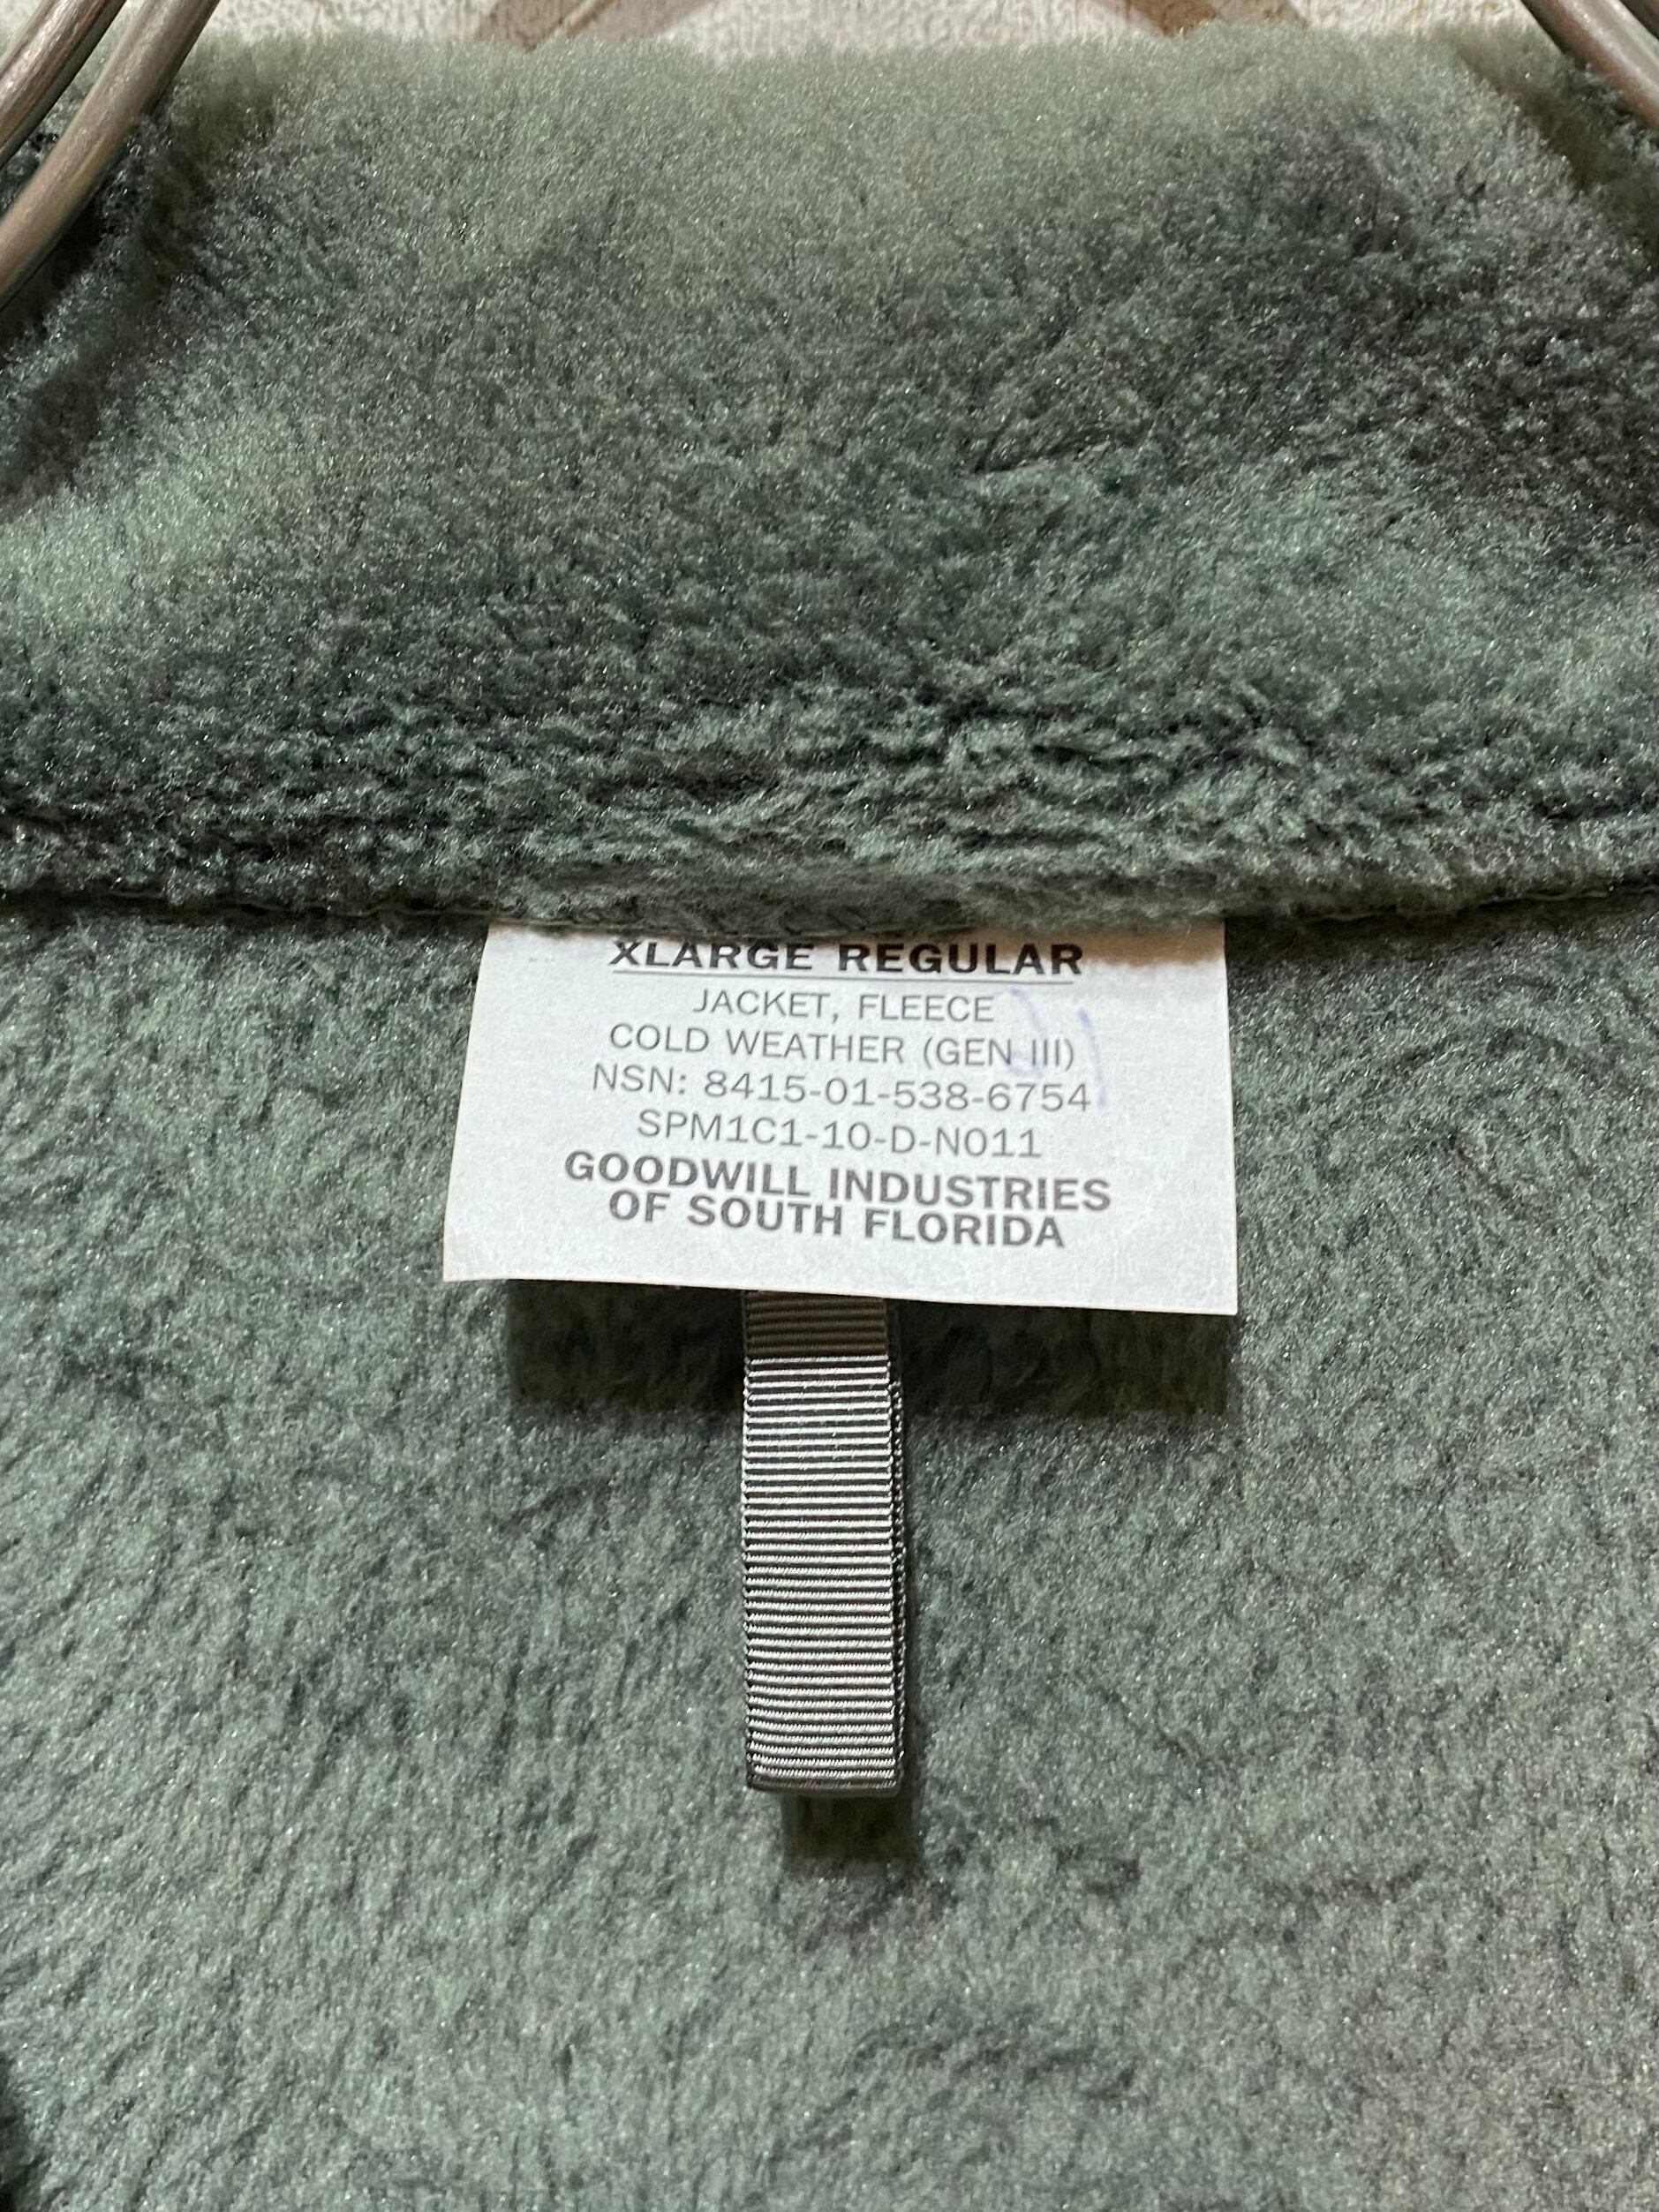 XLARGE REGULAR
JACKET, FLEECE
COLD WEATHER (GEN III)
NSN: 8415-01-538-6754
SPM1C1-10-D-N011
GOODWILL INDUSTRIES
OF SOUTH FLORIDA